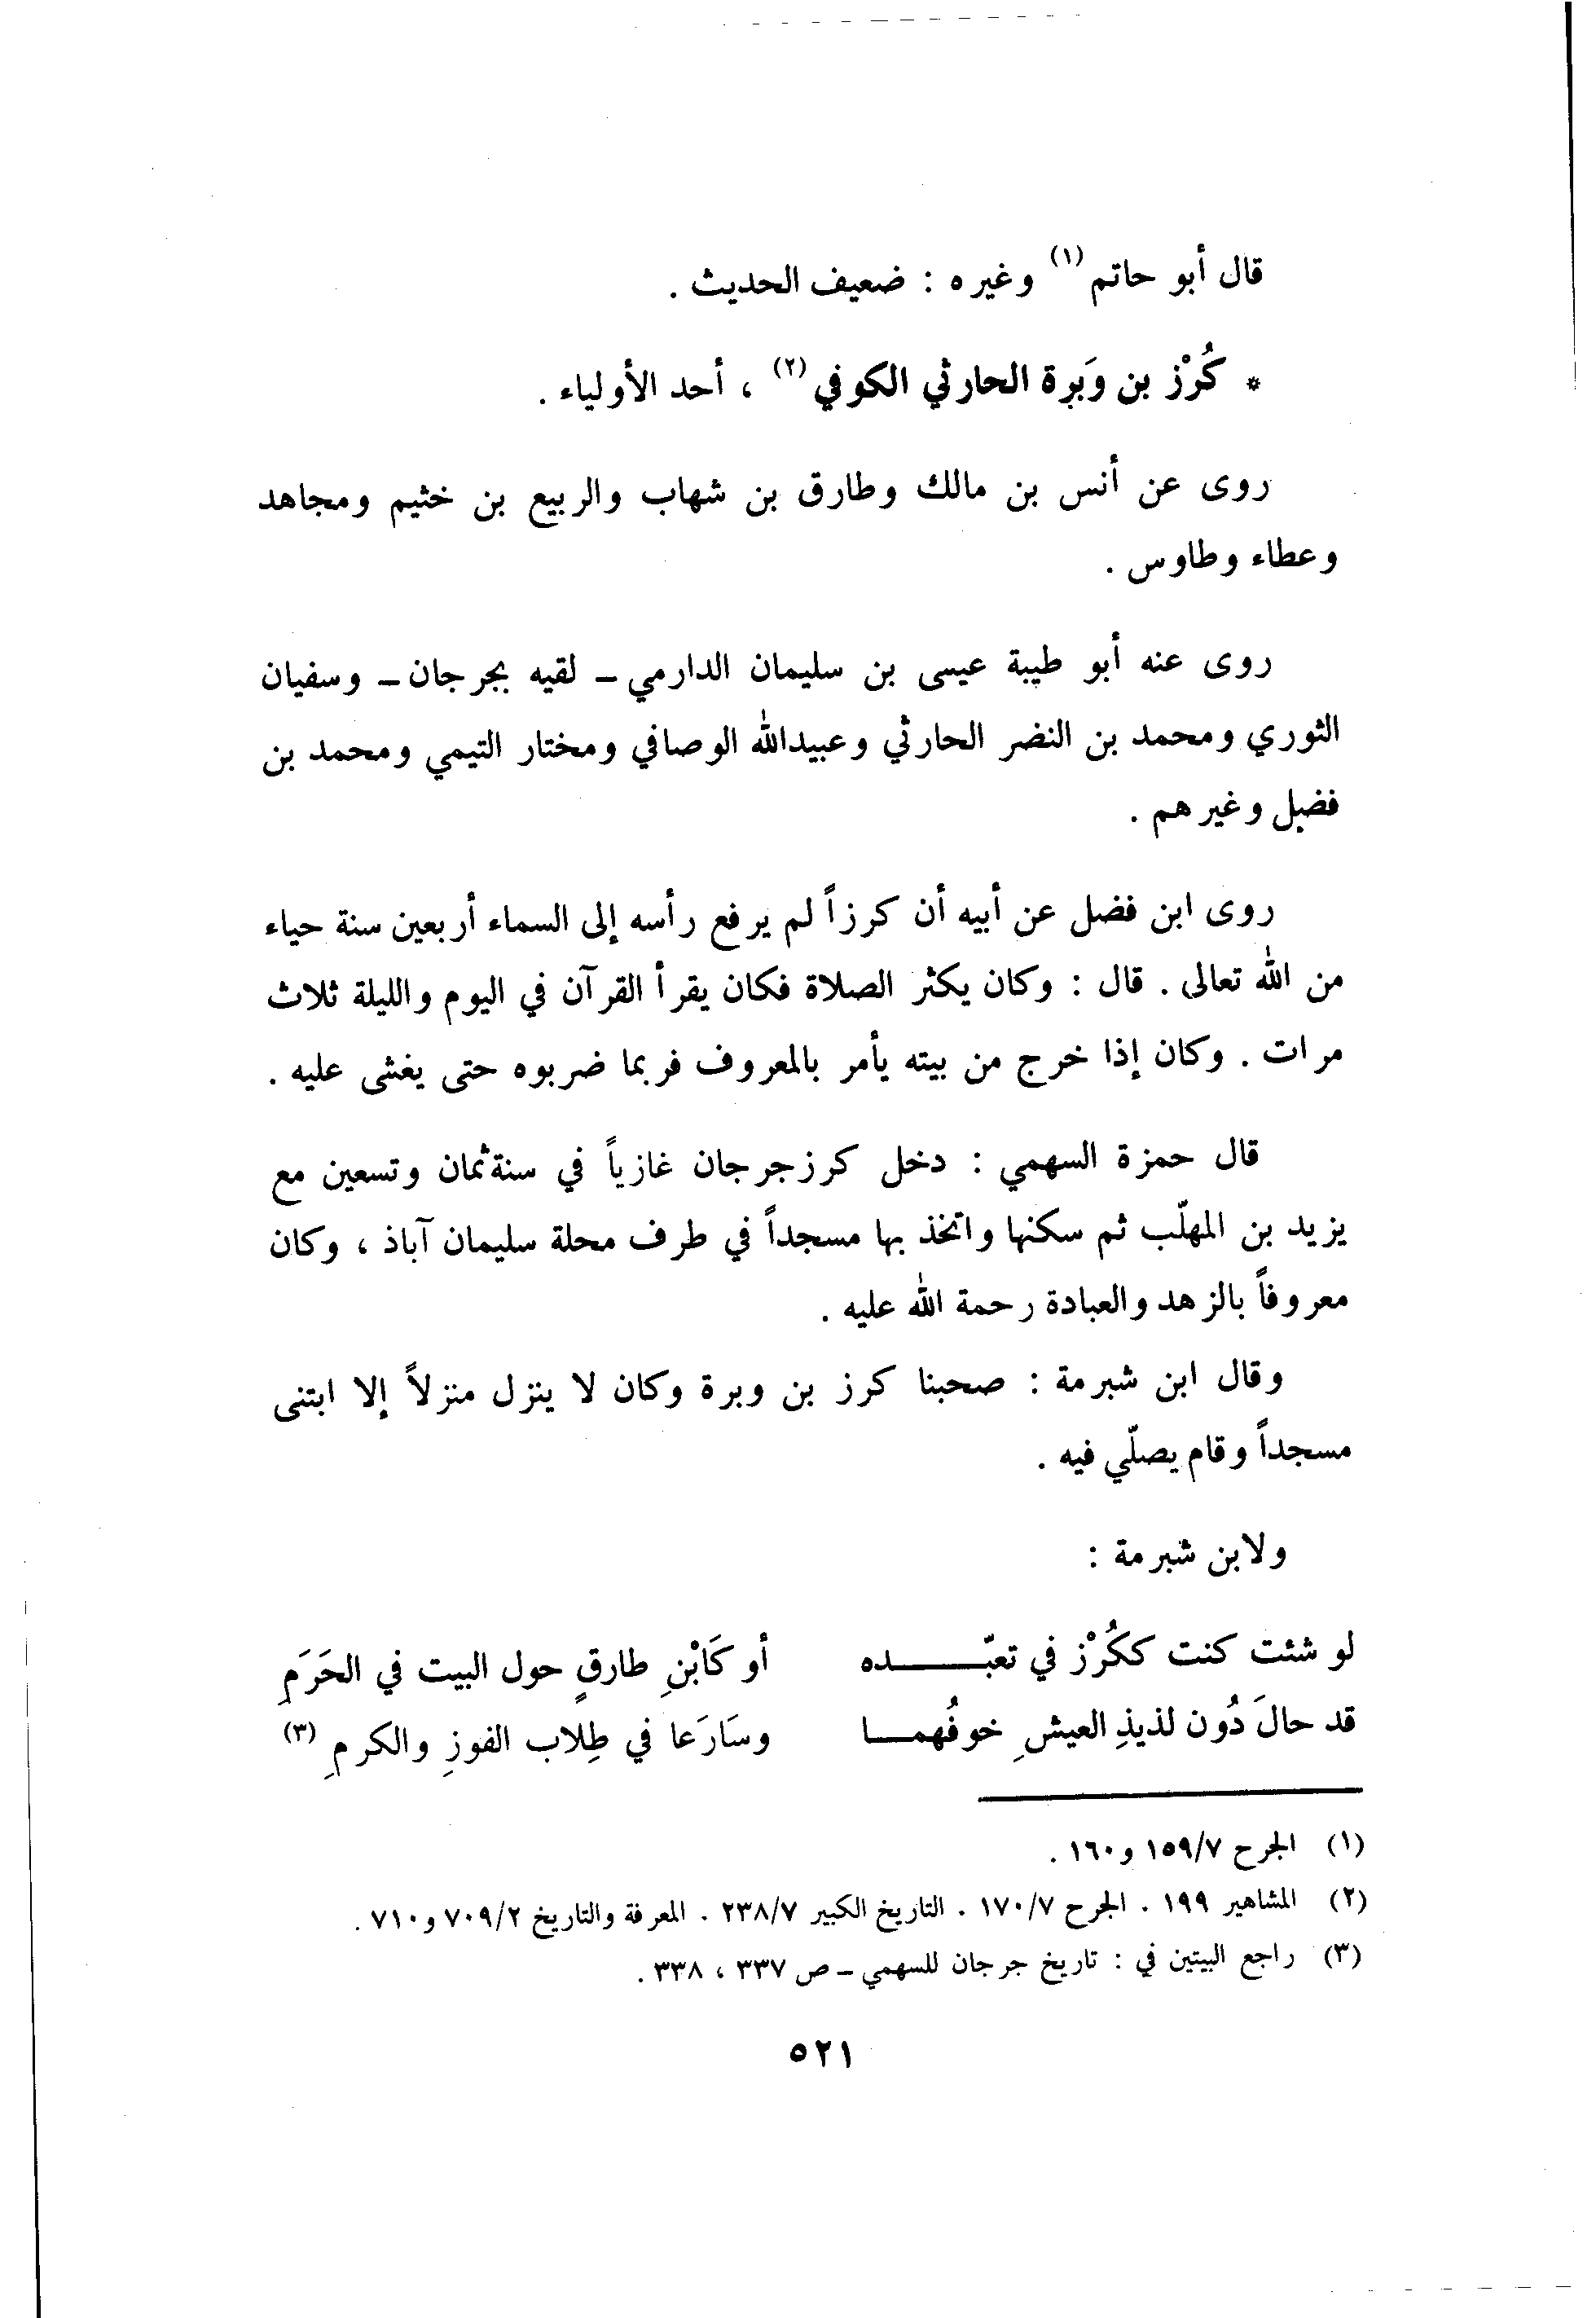 قال أبو حاتم (١) وغيره : ضعيف الحديث .
* كُرْز بن وَبرة الحارثي الكوفي (٢) ، أحد الأولياء .
روى عن أنس بن مالك وطارق بن شهاب والربيع بن خثيم ومجاهد
وعطاء وطاوس .
روى عنه أبو طيبة عيسى بن سليمان الدارمي ــ لقيه بجرجان ــ وسفيان
الثوري ومحمد بن النضر الحارثي وعبيدالله الوصافي ومختار التيمي ومحمد بن
فضيل وغيرهم .
روى ابن فضل عن أبيه أن كرزاً لم يرفع رأسه إلى السماء أربعين سنة حياء
من الله تعالى . قال : وكان يكثر الصلاة فكان يقرأ القرآن في اليوم والليلة ثلاث
مرات . وكان إذا خرج من بيته يأمر بالمعروف فربما ضربوه حتى يغشى عليه .
قال حمزة السهمي : دخل كرز جرجان غازياً في سنة ثمان وتسعين مع
يزيد بن المهلّب ثم سكنها واتخذ بها مسجداً في طرف محلة سليمان آباذ ، وكان
معروفاً بالزهد والعبادة رحمة الله عليه .
وقال ابن شبرمة : صحبنا كرز بن وبرة وكان لا ينزل منزلاً إلا ابتنى
مسجداً وقام يصلّي فيه .
ولابن شبرمة :
لو شئت كنت ككُرْز في تعبّـــــده أو كَابْنِ طارقٍ حول البيت في الحَرَمِ
قد حالَ دُون لذيذِ العيشِ خوفُهمـــا وسَارَعا في طِلاب الفوزِ والكرمِ (٣)
(١) الجرح ١٥٩/٧ و١٦٠ .
(٢) المشاهير ١٩٩ . الجرح ١٧٠/٧ . التاريخ الكبير ٢٣٨/٧ . المعرفة والتاريخ ٧٠٩/٢ و٧١٠ .
(٣) راجع البيتين في : تاريخ جرجان للسهمي ــ ص ٣٣٧ ، ٣٣٨ .
٥٢١